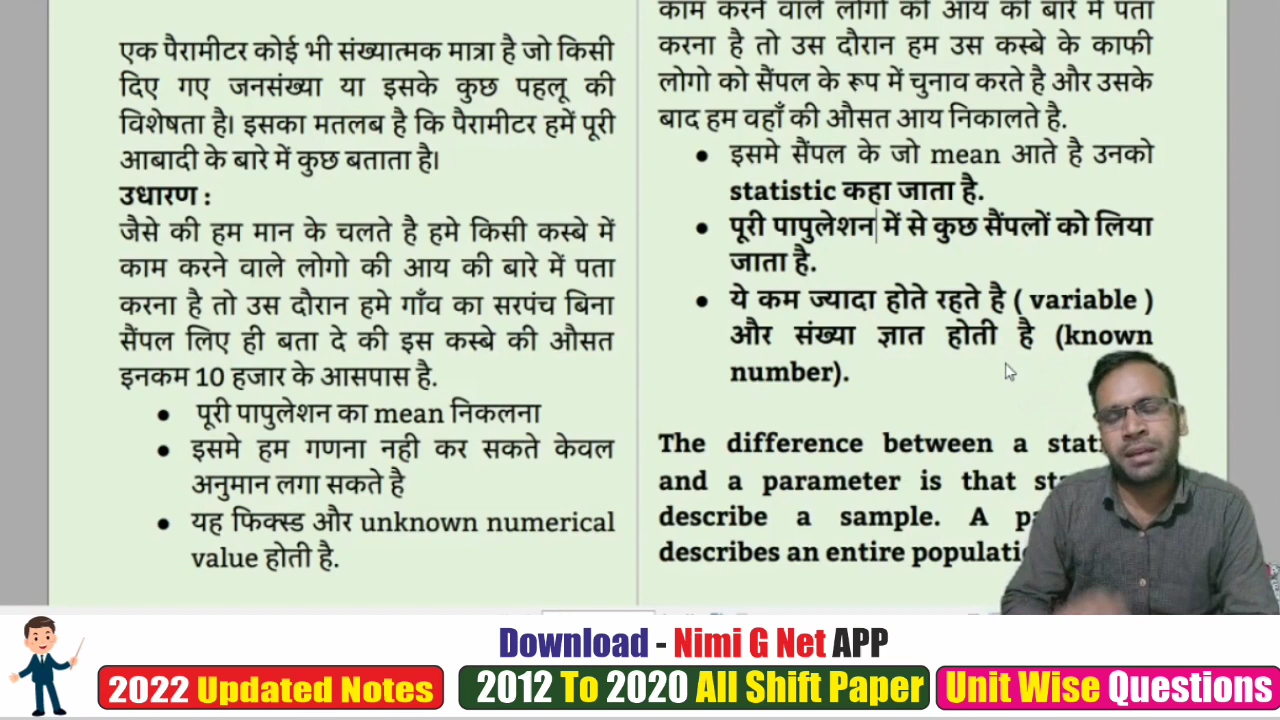 एक पैरामीटर कोई भी संख्यात्मक मात्रा है जो किसी
दिए गए जनसंख्या या इसके कुछ पहलू की
विशेषता है। इसका मतलब है कि पैरामीटर हमें पूरी
आबादी के बारे में कुछ बताता है।
उधारण :
जैसे की हम मान के चलते है हमे किसी कस्बे में
काम करने वाले लोगो की आय की बारे में पता
करना है तो उस दौरान हमे गाँव का सरपंच बिना
सैंपल लिए ही बता दे की इस कस्बे की औसत
इनकम 10 हजार के आसपास है.
● पूरी पापुलेशन का mean निकलना
● इसमे हम गणना नही कर सकते केवल
अनुमान लगा सकते है
● यह फिक्स्ड और unknown numerical
value होती है.
काम करने वाले लोगो की आय की बारे में पता
करना है तो उस दौरान हम उस कस्बे के काफी
लोगो को सैंपल के रूप में चुनाव करते है और उसके
बाद हम वहाँ की औसत आय निकालते है.
● इसमे सैंपल के जो mean आते है उनको
statistic कहा जाता है.
● पूरी पापुलेशन में से कुछ सैंपलों को लिया
जाता है.
● ये कम ज्यादा होते रहते है ( variable )
और संख्या ज्ञात होती है (known
number).
The difference between a
and a parameter is that
describe a sample. A
describes an entire
Download - Nimi G Net APP
2022 Updated Notes
2012 To 2020 All Shift Paper
Unit Wise Questions